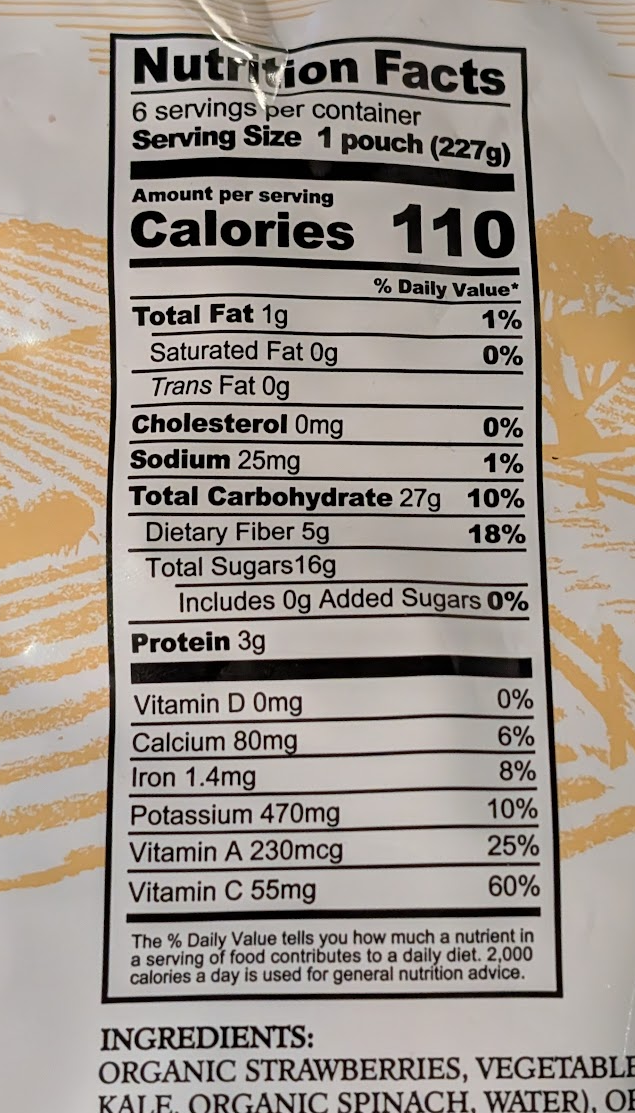 Nutrition Facts
6 servings per container
Serving Size 1 pouch (227g)
Amount per serving
Calories 110
% Daily Value*
Total Fat 1g 1%
Saturated Fat 0g 0%
Trans Fat 0g
Cholesterol 0mg 0%
Sodium 25mg 1%
Total Carbohydrate 27g 10%
Dietary Fiber 5g 18%
Total Sugars16g
Includes 0g Added Sugars 0%
Protein 3g
Vitamin D 0mg 0%
Calcium 80mg 6%
Iron 1.4mg 8%
Potassium 470mg 10%
Vitamin A 230mcg 25%
Vitamin C 55mg 60%
The % Daily Value tells you how much a nutrient in
a serving of food contributes to a daily diet. 2,000
calories a day is used for general nutrition advice.
INGREDIENTS:
ORGANIC STRAWBERRIES, VEGETABLE
KALE, ORGANIC SPINACH, WATER),